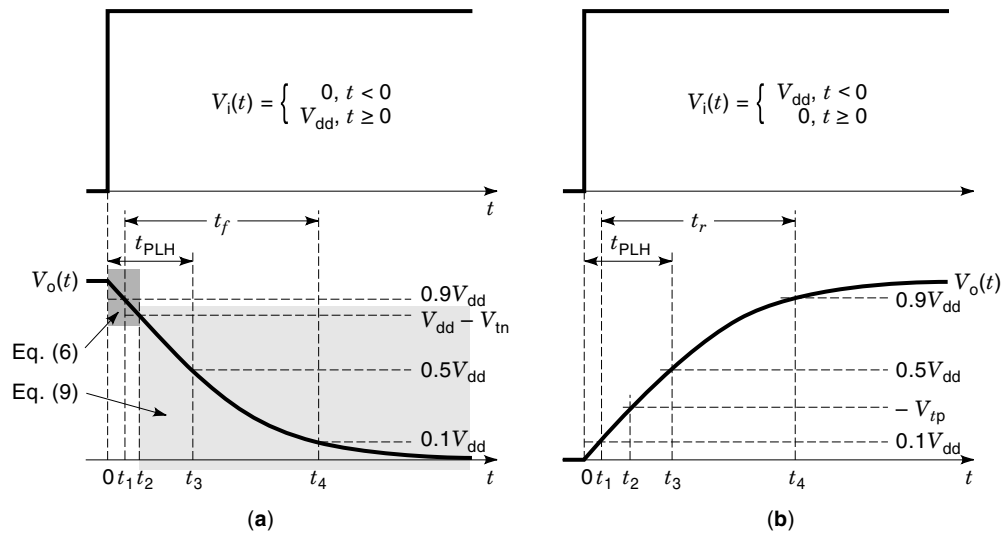 V_i(t) = { 0, t < 0
V_dd, t ≥ 0
t
t_f
t_PLH
V_o(t)
0.9V_dd
V_dd – V_tn
Eq. (6)
0.5V_dd
Eq. (9)
0.1V_dd
0 t_1 t_2 t_3 t_4 t
(a)
V_i(t) = { V_dd, t < 0
0, t ≥ 0
t
t_r
t_PLH
V_o(t)
0.9V_dd
0.5V_dd
– V_tp
0.1V_dd
0 t_1 t_2 t_3 t_4 t
(b)